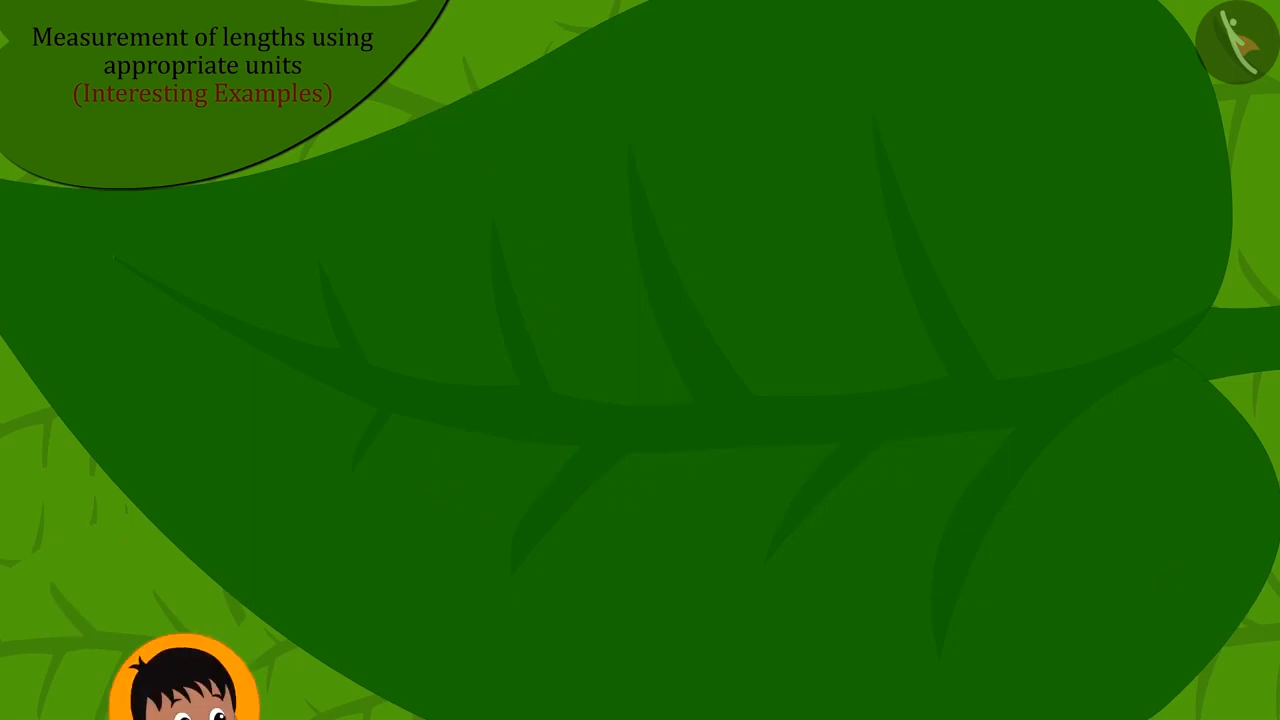 Measurement of lengths using
appropriate units
(Interesting Examples)